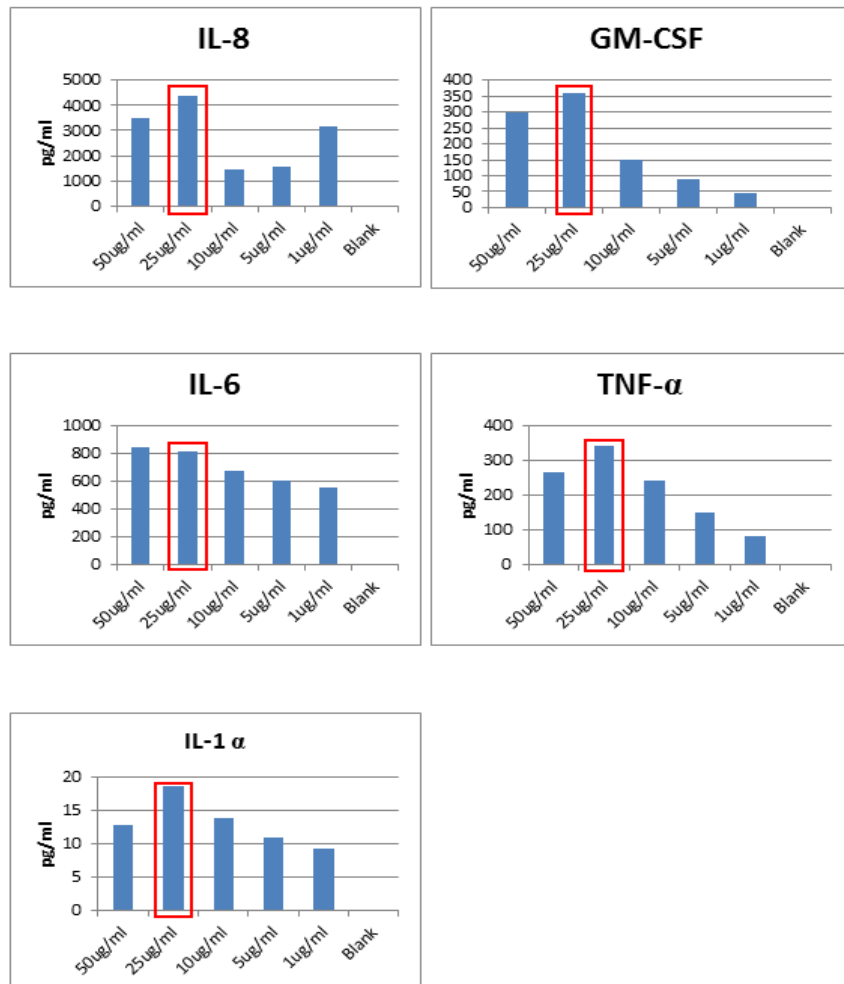 IL-8
pg/ml
5000
4000
3000
2000
1000
0
50ug/ml
25ug/ml
10ug/ml
5ug/ml
1ug/ml
Blank
GM-CSF
400
350
300
250
200
150
100
50
0
50ug/ml
25ug/ml
10ug/ml
5ug/ml
1ug/ml
Blank
IL-6
pg/ml
1000
800
600
400
200
0
50ug/ml
25ug/ml
10ug/ml
5ug/ml
1ug/ml
Blank
TNF-α
pg/ml
400
300
200
100
0
50ug/ml
25ug/ml
10ug/ml
5ug/ml
1ug/ml
Blank
IL-1 α
pg/ml
20
15
10
5
0
50ug/ml
25ug/ml
10ug/ml
5ug/ml
1ug/ml
Blank